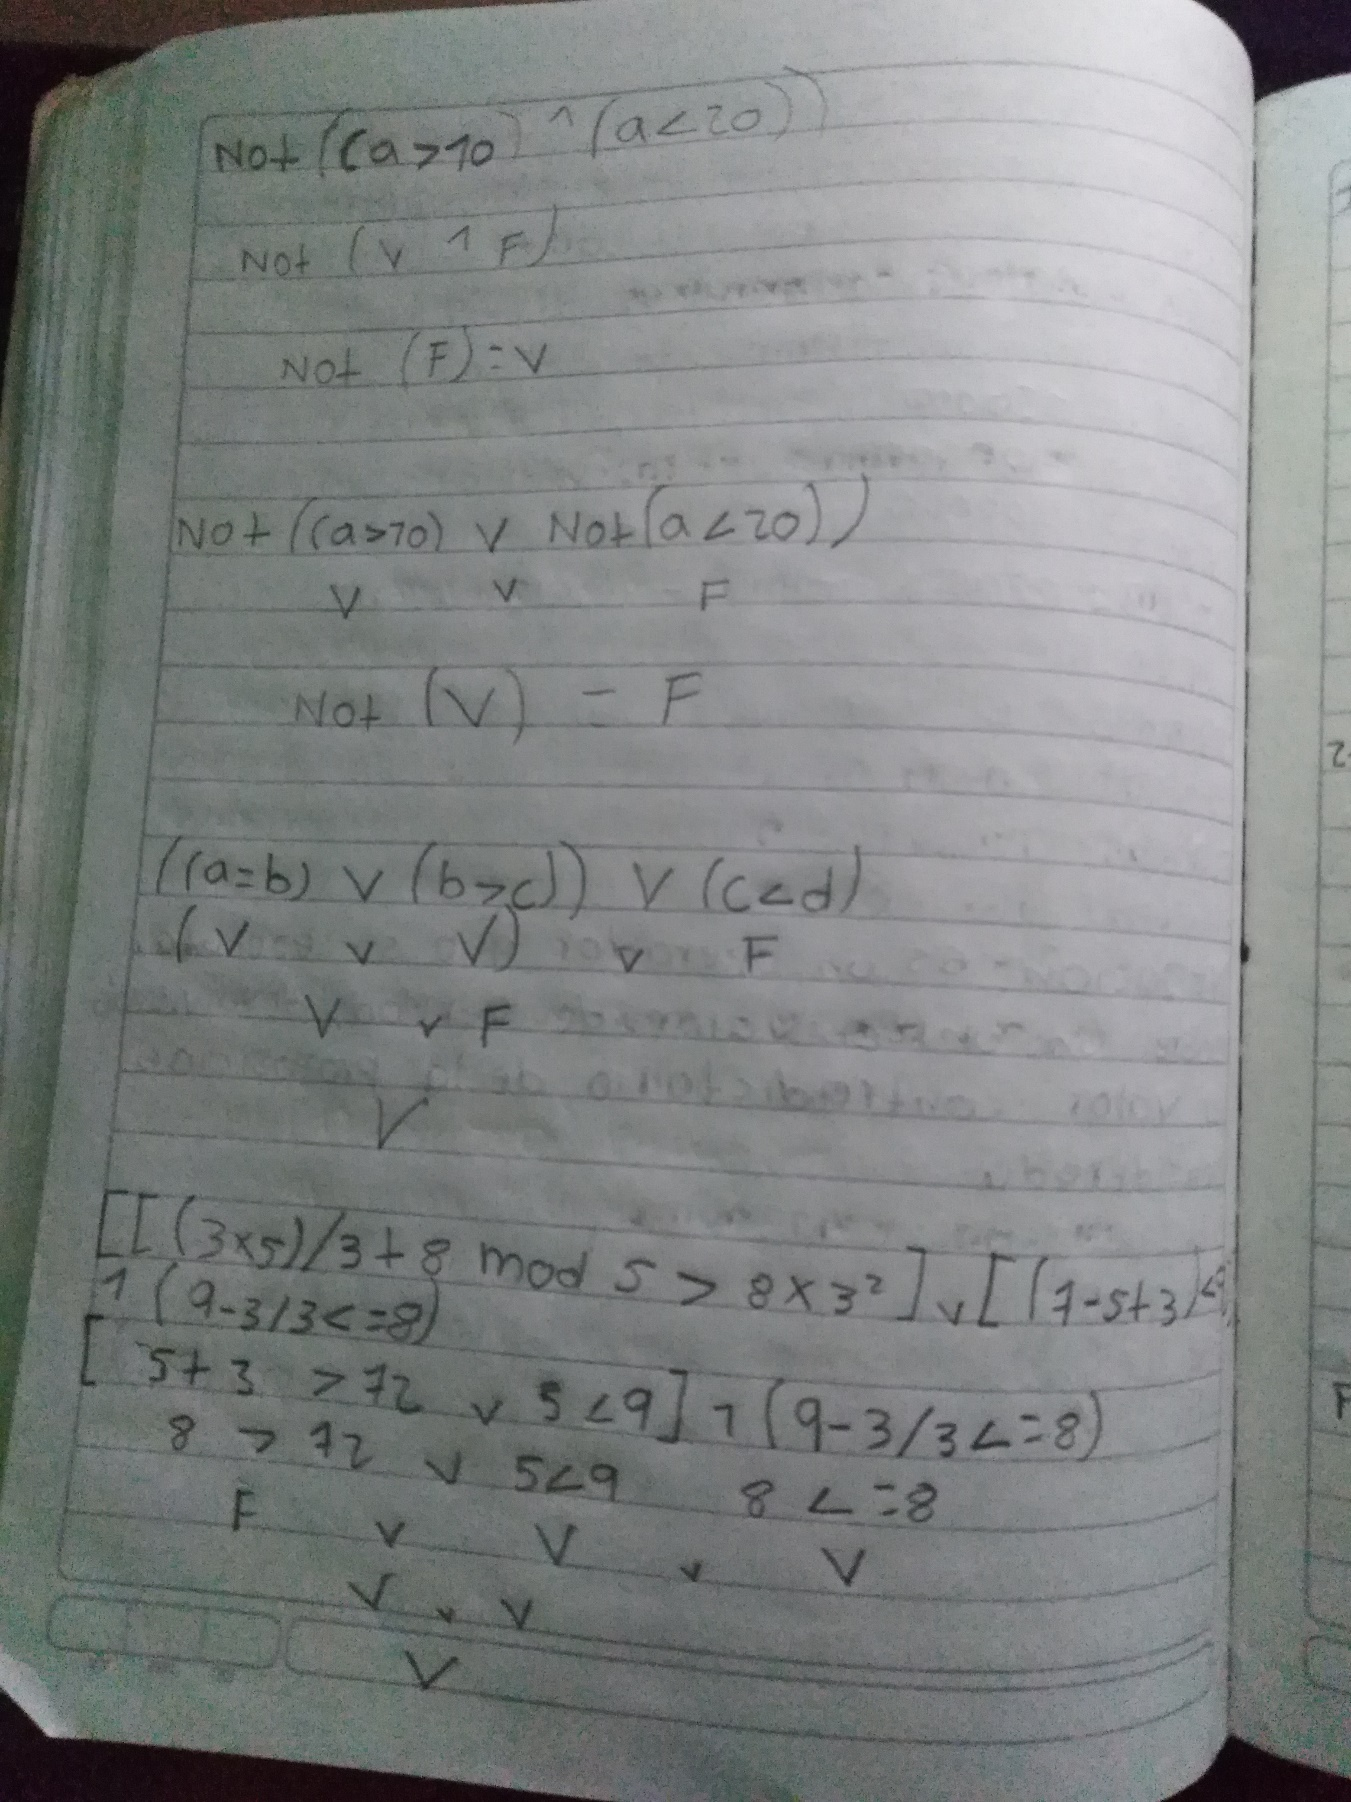 Not ((a>10) ^ (a<20))
Not (V ^ F)
Not (F) = V
Not ((a>10) V Not (a<20))
V V F
Not (V) = F
((a=b) V (b>c)) V (c<d)
(V v V) v F
V v F
V
[[(3x5)/3+8 mod 5 > 8x3²] v [(7-5+3)<9]
^ (9-3/3<=8)
[ 5+3 >72 v 5<9] ^ (9-3/3<=8)
8 > 72 v 5<9 8 <=8
F v V v V
V v V
V